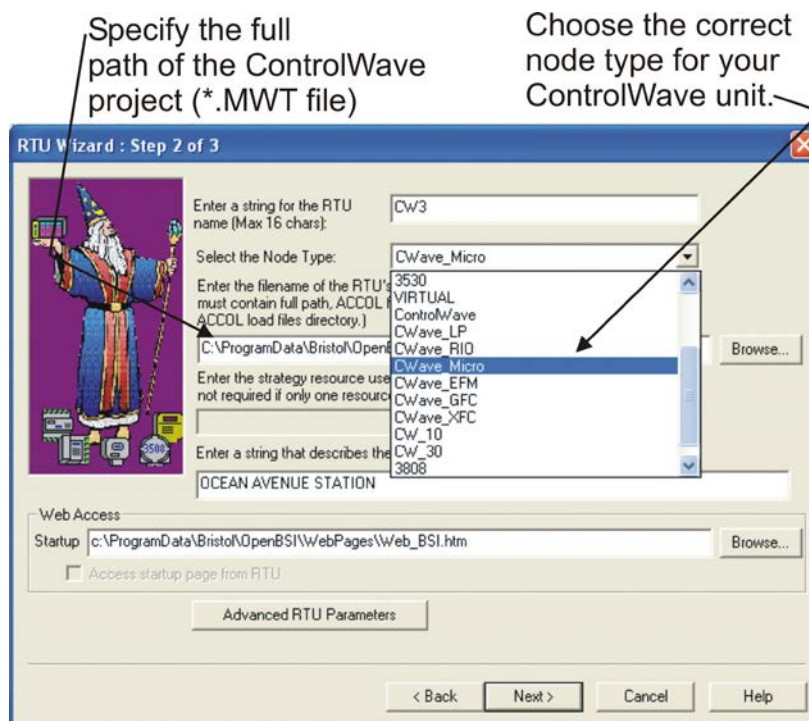 Specify the full
path of the ControlWave
project (*.MWT file)
Choose the correct
node type for your
ControlWave unit.
RTU Wizard : Step 2 of 3
Enter a string for the RTU
name (Max 16 chars):
CW3
Select the Node Type:
CWave_Micro
3530
VIRTUAL
ControlWave
CWave_LP
CWave_RIO
CWave_Micro
CWave_EFM
CWave_GFC
CWave_XFC
CW_10
CW_30
3808
Enter the filename of the RTU's
must contain full path, ACCOL
ACCOL load files directory.)
C:\ProgramData\Bristol\Open
Browse...
Enter the strategy resource use
not required if only one resourc
Enter a string that describes the
OCEAN AVENUE STATION
3508
Web Access
Startup c:\ProgramData\Bristol\OpenBSI\WebPages\Web_BSI.htm Browse...
Access startup page from RTU
Advanced RTU Parameters
< Back Next > Cancel Help